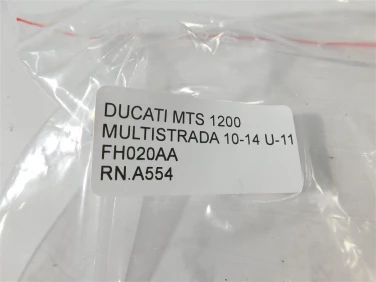 DUCATI MTS 1200
MULTISTRADA 10-14 U-11
FH020AA
RN.A554